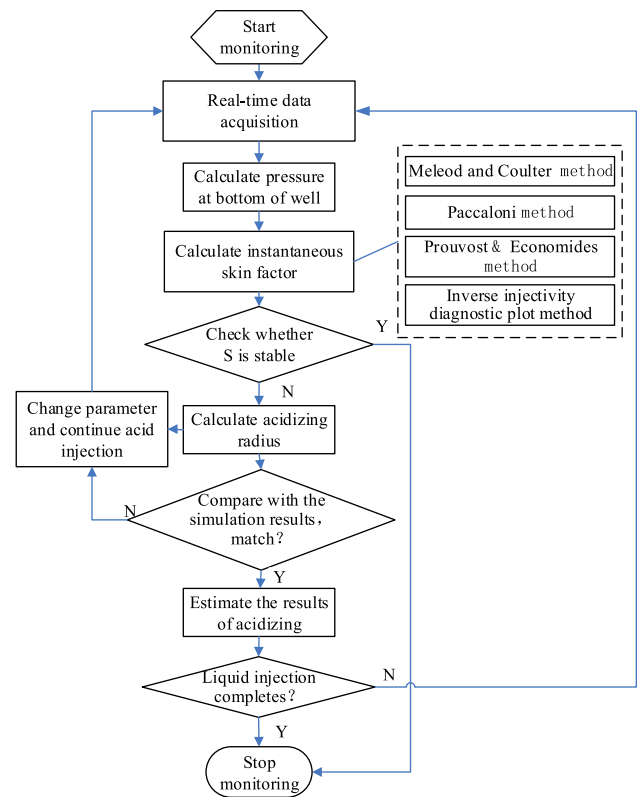 Start
monitoring
Real-time data
acquisition
Calculate pressure
at bottom of well
Calculate instantaneous
skin factor
Meleod and Coulter method
Paccaloni method
Prouvost & Economides
method
Inverse injectivity
diagnostic plot method
Check whether
S is stable
Y
N
Calculate acidizing
radius
Change parameter
and continue acid
injection
Compare with the
simulation results,
match?
N
Y
Estimate the results
of acidizing
Liquid injection
completes?
N
Y
Stop
monitoring